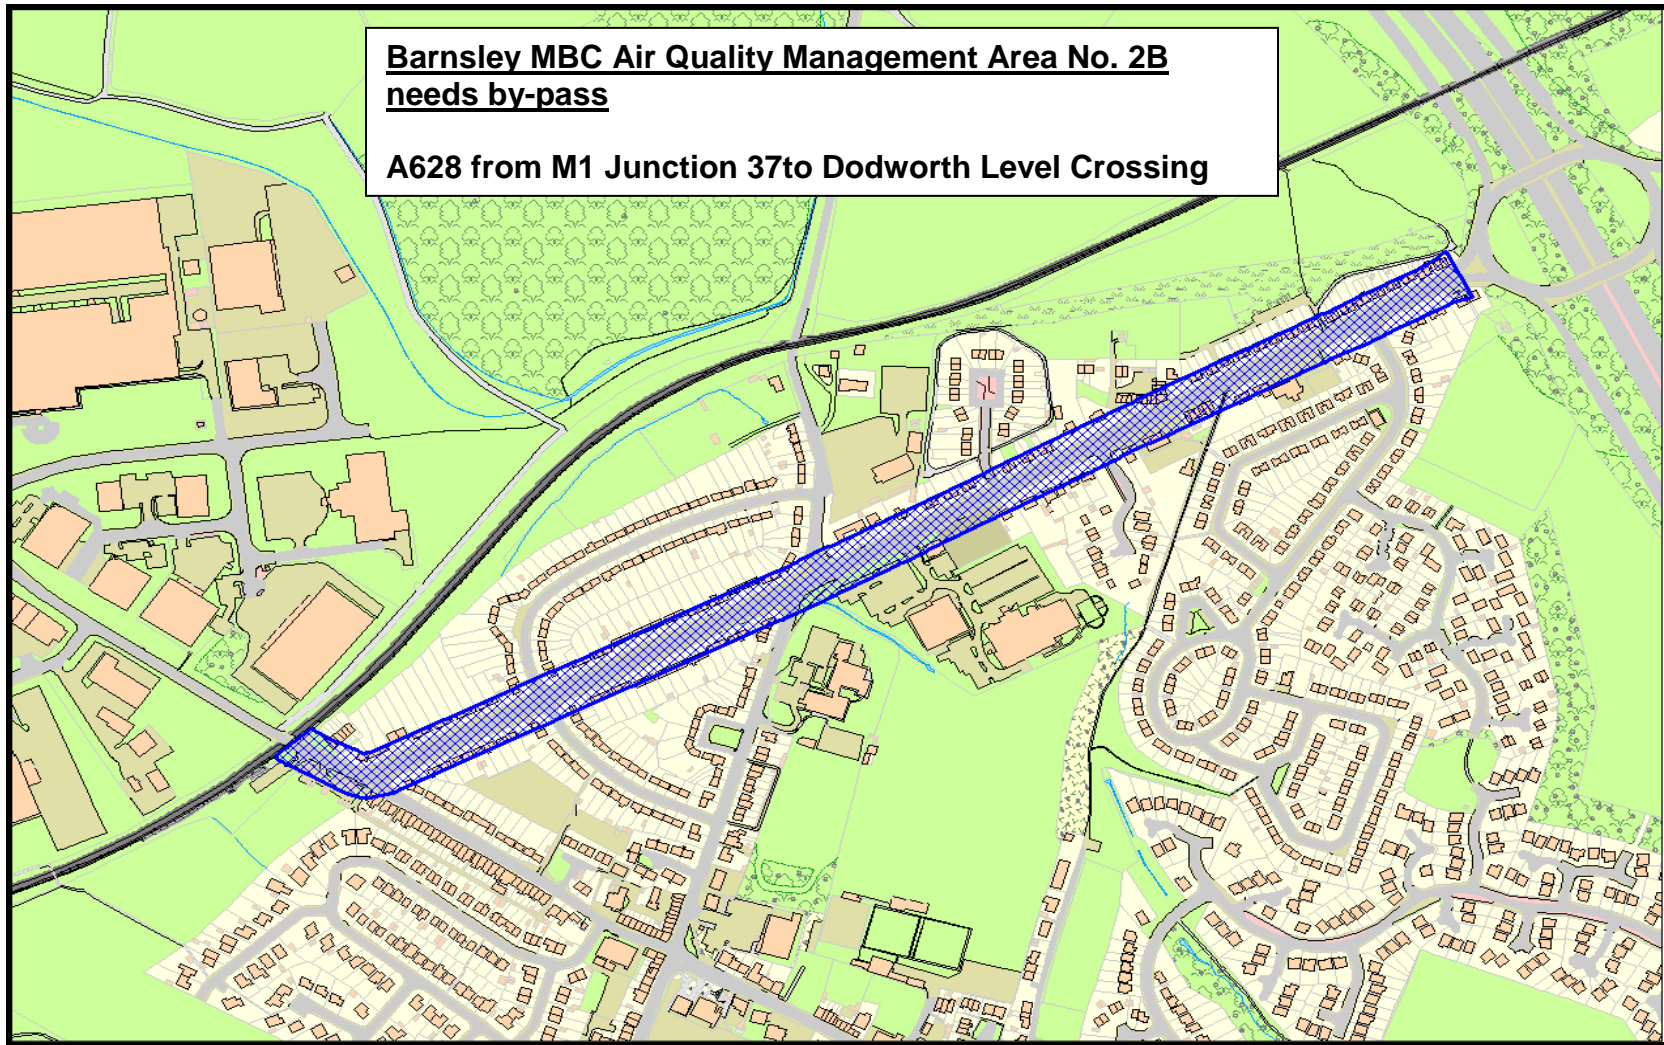 Barnsley MBC Air Quality Management Area No. 2B
needs by-pass
A628 from M1 Junction 37to Dodworth Level Crossing